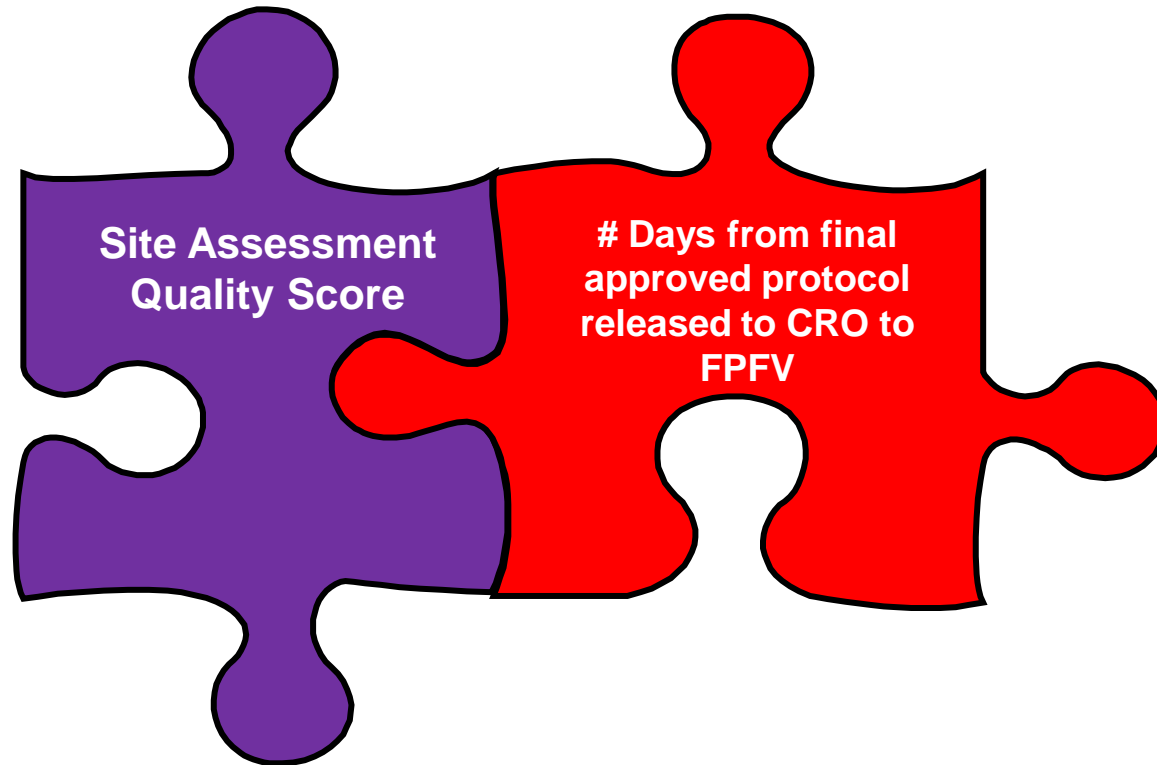 Site Assessment
Quality Score
# Days from final
approved protocol
released to CRO to
FPFV